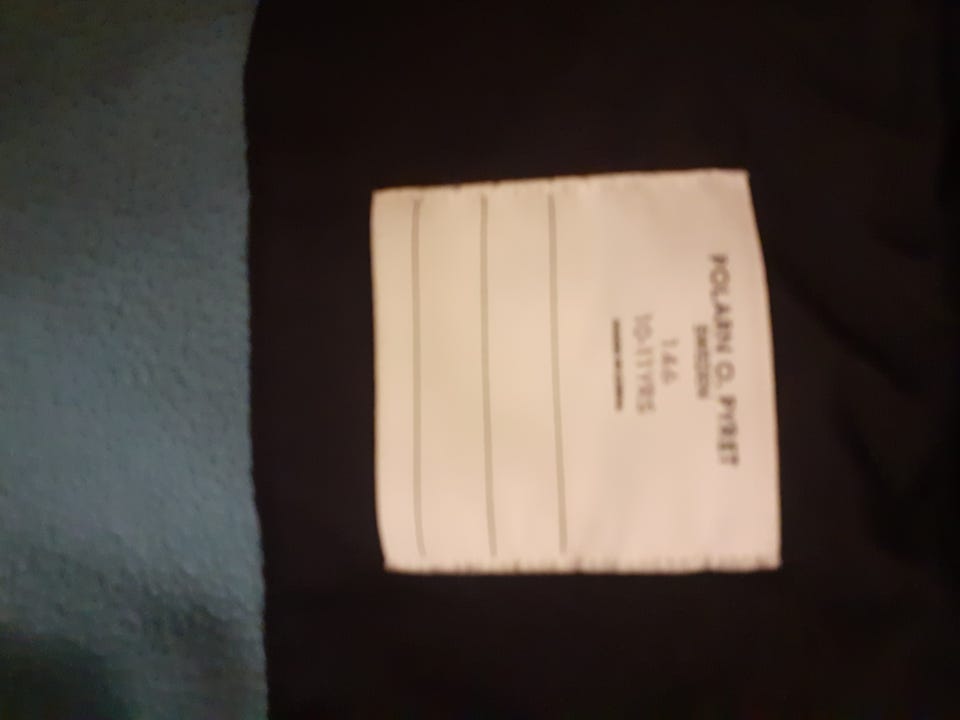 POLARN O. PYRET
SWEDEN
146
10-11YRS